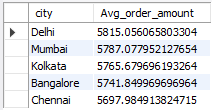 city Avg_order_amount
Delhi 5815.056065803304
Mumbai 5787.077952127654
Kolkata 5765.679696193264
Bangalore 5741.849969696964
Chennai 5697.984913824715